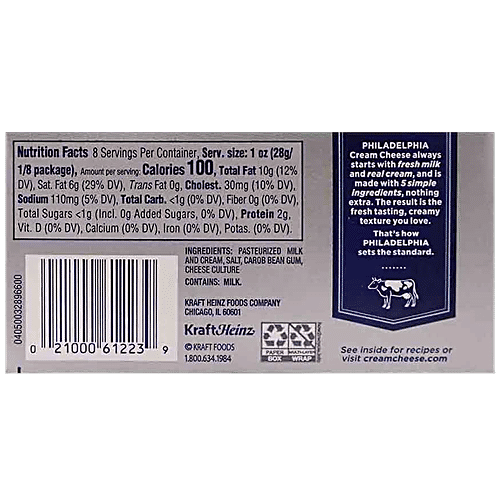 Nutrition Facts 8 Servings Per Container, Serv. size: 1 oz (28g/
1/8 package), Amount per serving: Calories 100, Total Fat 10g (12%
DV), Sat. Fat 6g (29% DV), Trans Fat 0g, Cholest. 30mg (10% DV),
Sodium 110mg (5% DV), Total Carb. <1g (0% DV), Fiber 0g (0% DV),
Total Sugars <1g (Incl. 0g Added Sugars, 0% DV), Protein 2g,
Vit. D (0% DV), Calcium (0% DV), Iron (0% DV), Potas. (0% DV).
INGREDIENTS: PASTEURIZED MILK
AND CREAM, SALT, CAROB BEAN GUM,
CHEESE CULTURE
CONTAINS: MILK.
KRAFT HEINZ FOODS COMPANY
CHICAGO, IL 60601
KraftHeinz
© KRAFT FOODS
1.800.634.1984
PAPER
BOX
MULTI-LAYER
WRAP
04050032896600
0 21000 61223 9
PHILADELPHIA
Cream Cheese always
starts with fresh milk
and real cream, and is
made with 5 simple
ingredients, nothing
extra. The result is the
fresh tasting, creamy
texture you love.
That's how
PHILADELPHIA
sets the standard.
See inside for recipes or
visit creamcheese.com